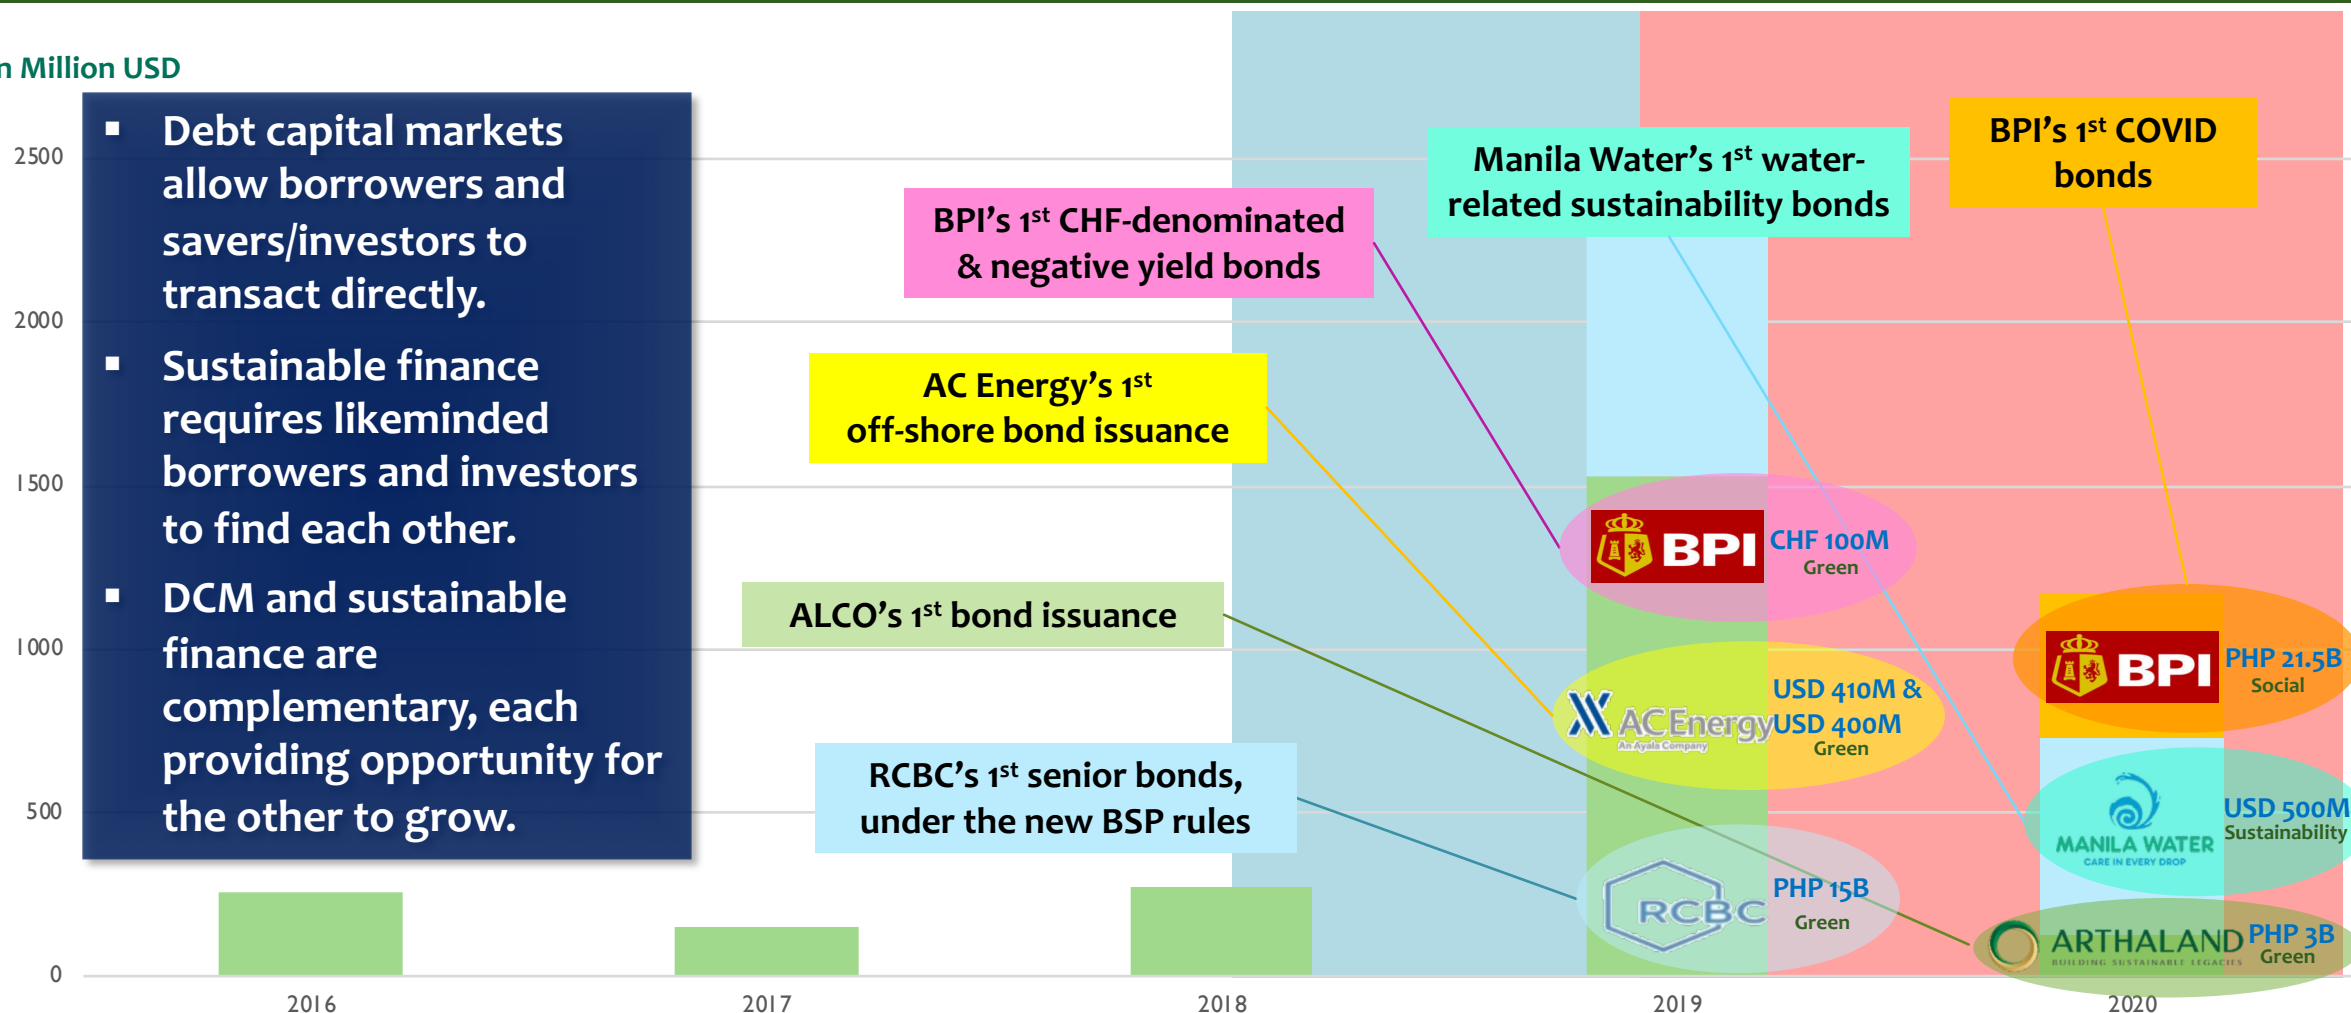 n Million USD
▪ Debt capital markets
allow borrowers and
savers/investors to
transact directly.
▪ Sustainable finance
requires likeminded
borrowers and investors
to find each other.
▪ DCM and sustainable
finance are
complementary, each
providing opportunity for
the other to grow.
2500
2000
1500
1000
500
0
BPI’s 1st CHF-denominated
& negative yield bonds
Manila Water’s 1st water-
related sustainability bonds
BPI’s 1st COVID
bonds
AC Energy’s 1st
off-shore bond issuance
ALCO’s 1st bond issuance
RCBC’s 1st senior bonds,
under the new BSP rules
BPI
CHF 100M
Green
ACEnergy
An Ayala Company
USD 410M &
USD 400M
Green
RCBC
PHP 15B
Green
BPI
PHP 21.5B
Social
MANILA WATER
CARE IN EVERY DROP
USD 500M
Sustainability
ARTHALAND
BUILDING SUSTAINABLE LEGACIES
PHP 3B
Green
2016
2017
2018
2019
2020